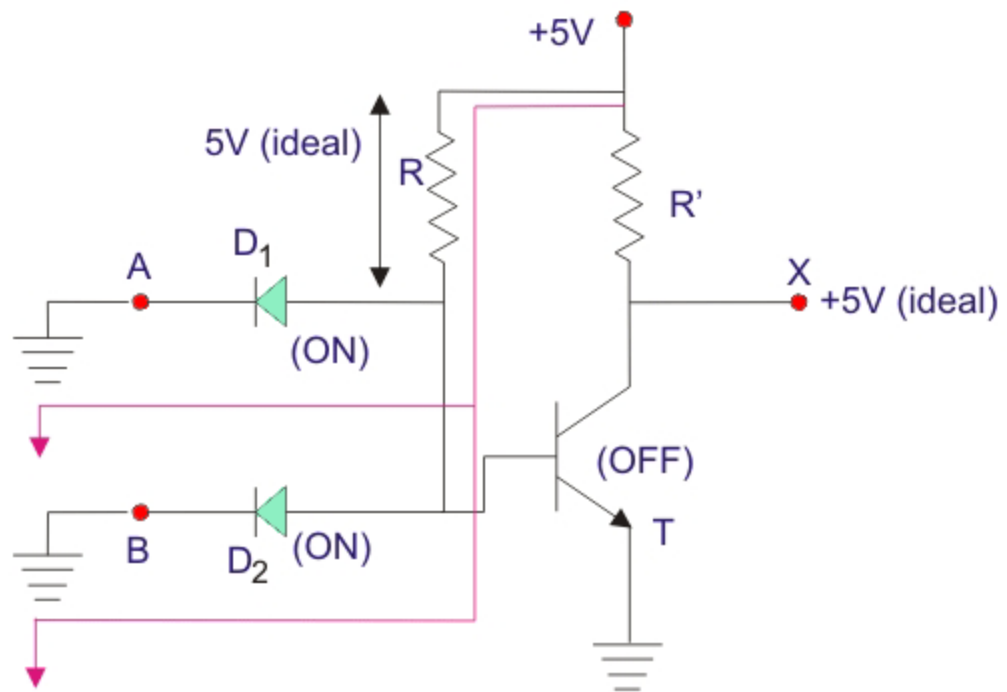 +5V
5V (ideal)
R
R’
D1
A
X
+5V (ideal)
(ON)
(OFF)
T
B
D2
(ON)